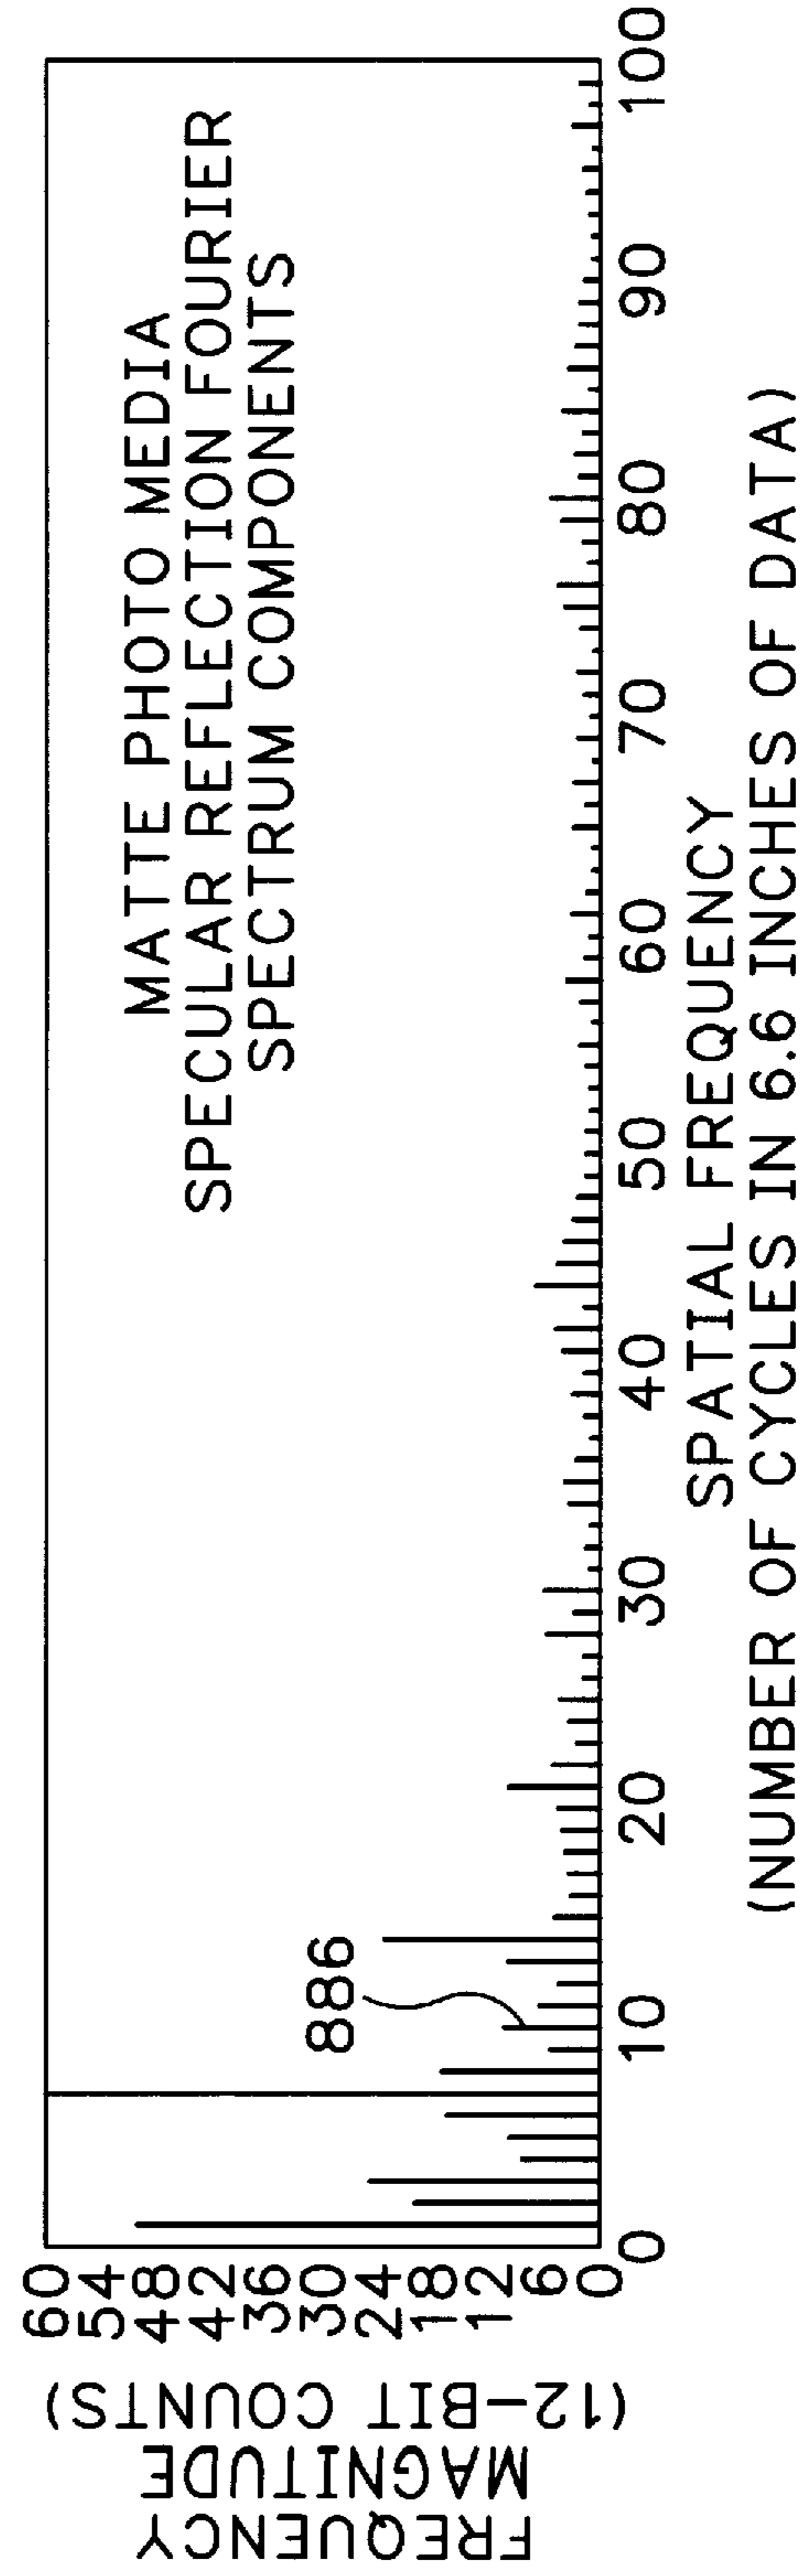 MATTE PHOTO MEDIA
SPECULAR REFLECTION FOURIER
SPECTRUM COMPONENTS
886
FREQUENCY
MAGNITUDE
(12-BIT COUNTS)
60
54
48
42
36
30
24
18
12
6
0
0 10 20 30 40 50 60 70 80 90 100
SPATIAL FREQUENCY
(NUMBER OF CYCLES IN 6.6 INCHES OF DATA)